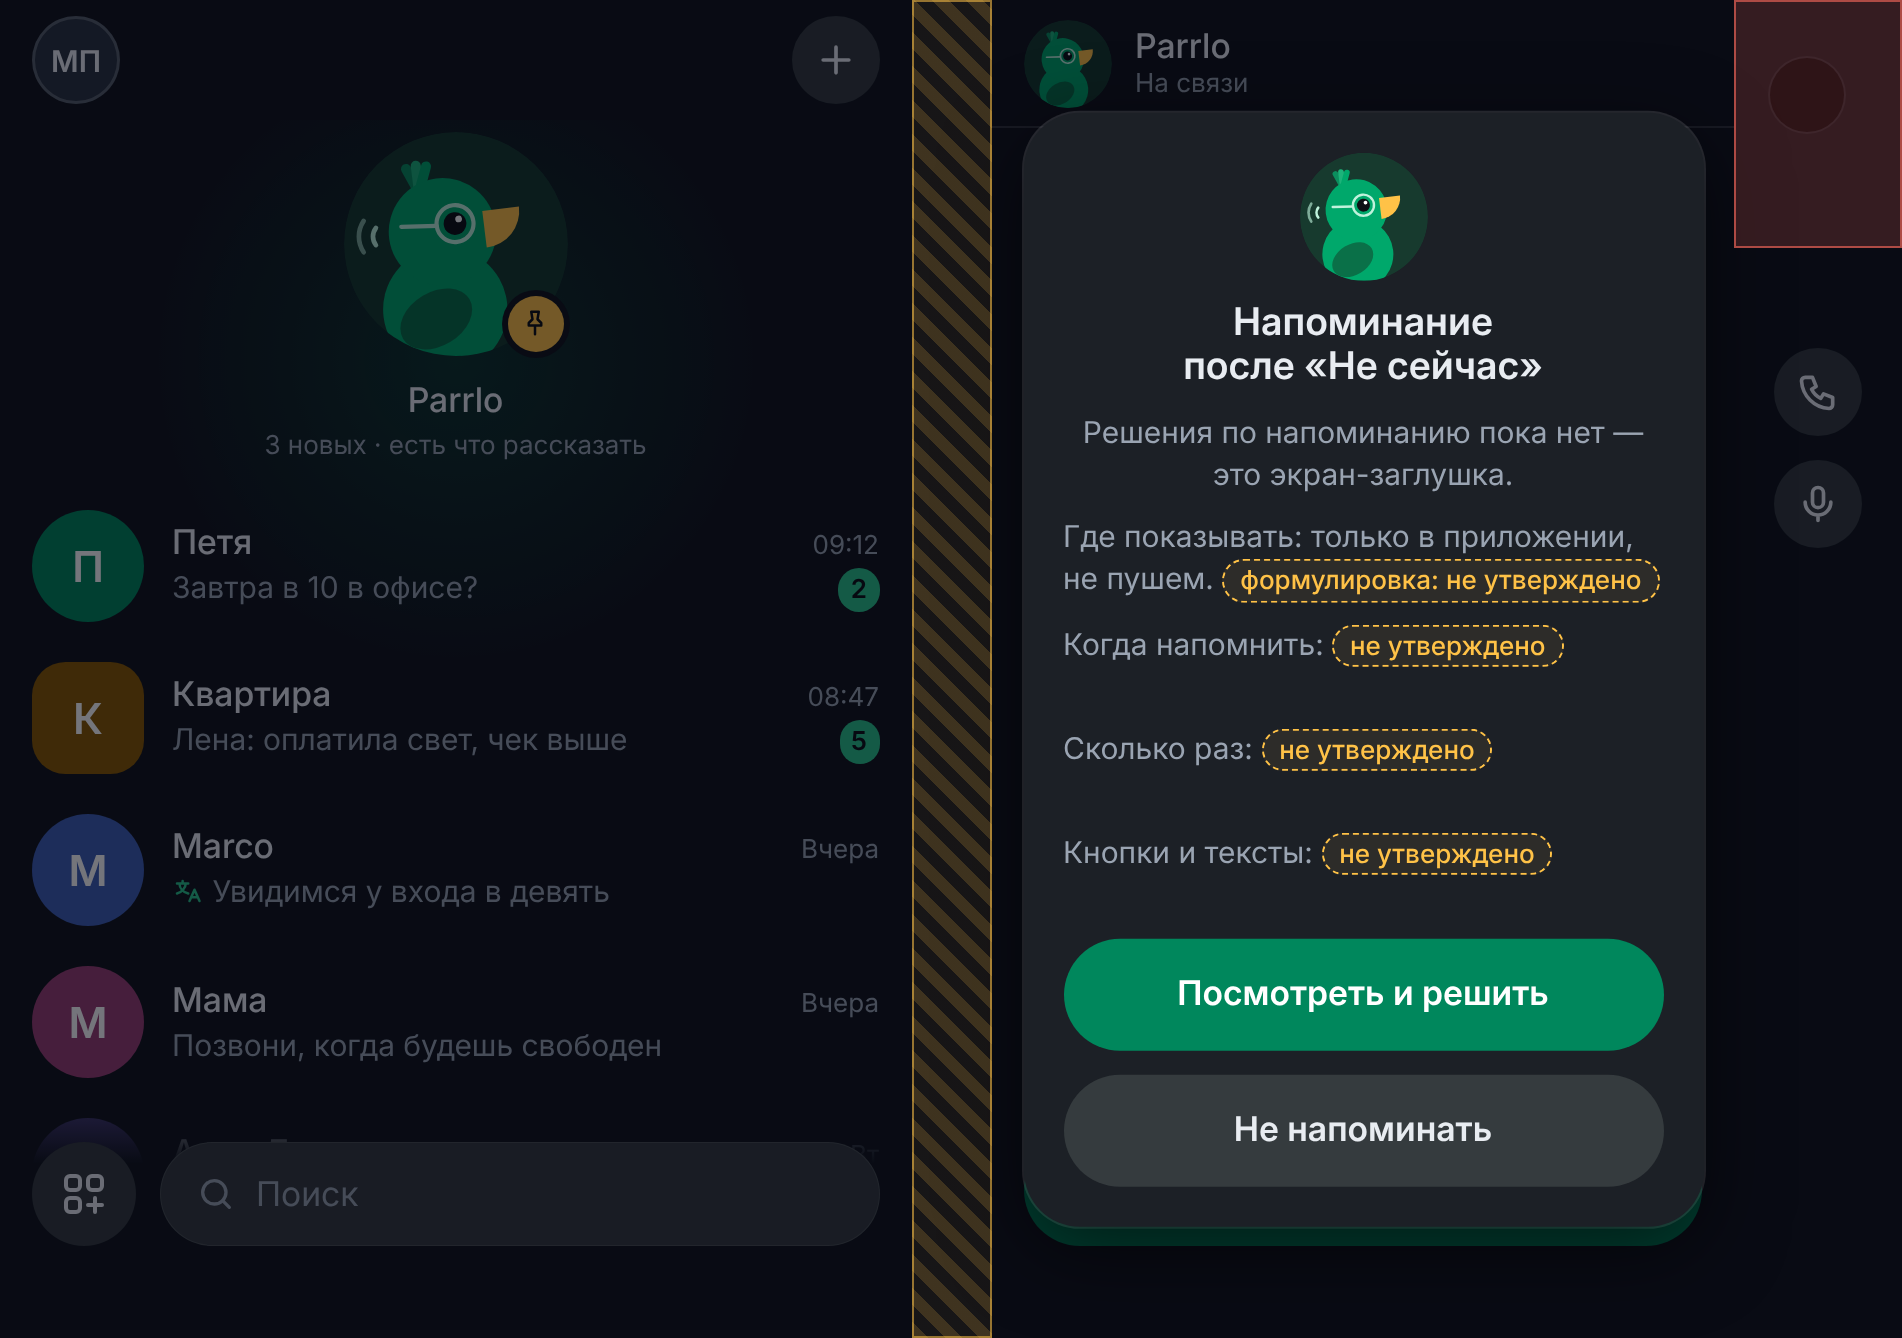 МП
Parrlo
3 новых · есть что рассказать
П
Петя
09:12
Завтра в 10 в офисе?
2
К
Квартира
08:47
Лена: оплатила свет, чек выше
5
M
Marco
Вчера
Увидимся у входа в девять
М
Мама
Вчера
Позвони, когда будешь свободен
Поиск
Parrlo
На связи
Напоминание
после «Не сейчас»
Решения по напоминанию пока нет —
это экран-заглушка.
Где показывать: только в приложении,
не пушем. формулировка: не утверждено
Когда напомнить: не утверждено
Сколько раз: не утверждено
Кнопки и тексты: не утверждено
Посмотреть и решить
Не напоминать